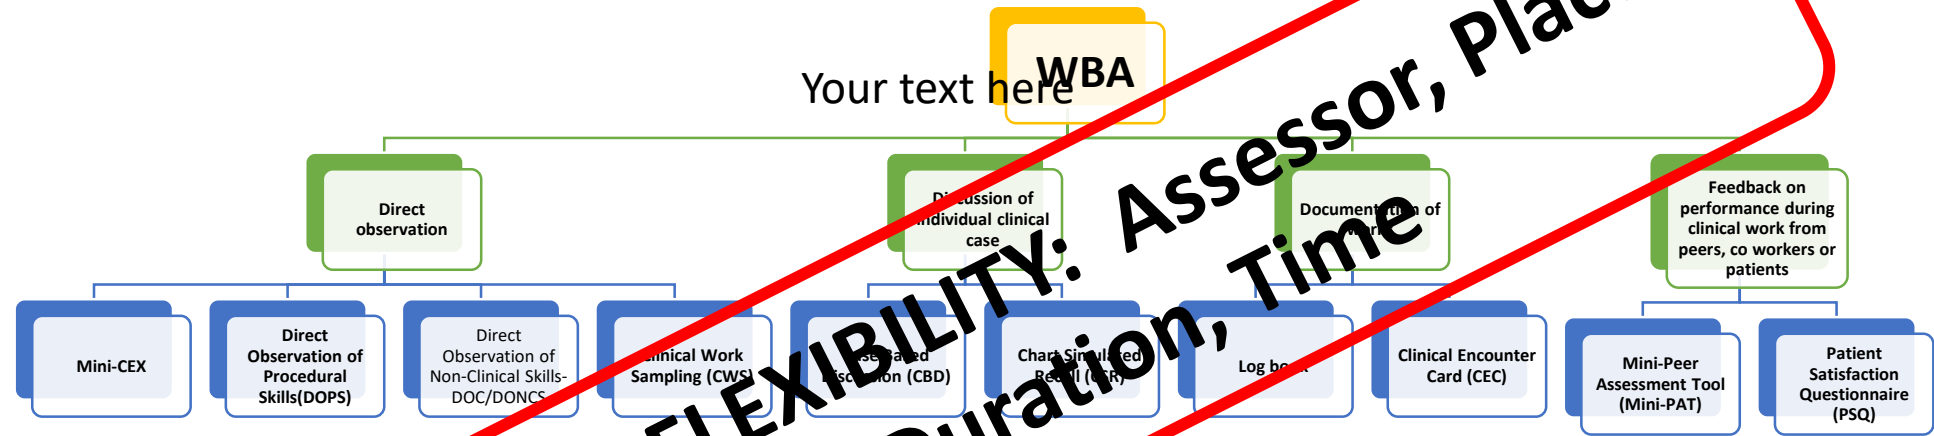 WBA
Your text here
FLEXIBILITY: Assessor, Place
Duration, Time
Direct
observation
Discussion of
individual clinical
case
Documentation of
work
Feedback on
performance during
clinical work from
peers, co workers or
patients
Mini-CEX
Direct
Observation of
Procedural
Skills(DOPS)
Direct
Observation of
Non-Clinical Skills-
DOC/DONCS
Clinical Work
Sampling (CWS)
Case Based
Discussion (CBD)
Chart Simulated
Recall (CSR)
Log book
Clinical Encounter
Card (CEC)
Mini-Peer
Assessment Tool
(Mini-PAT)
Patient
Satisfaction
Questionnaire
(PSQ)